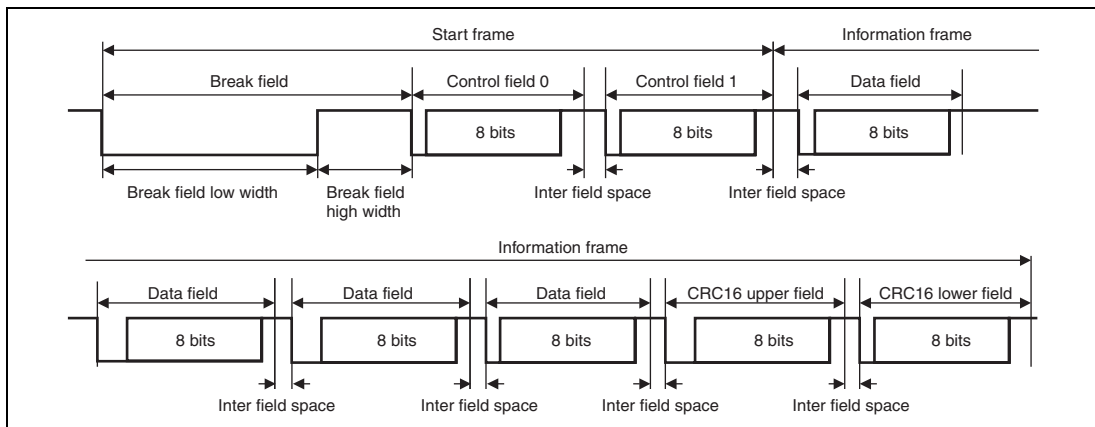 Start frame
Information frame
Break field
Control field 0
Control field 1
Data field
8 bits
8 bits
8 bits
Break field low width
Break field
high width
Inter field space
Inter field space
Inter field space
Information frame
Data field
Data field
Data field
CRC16 upper field
CRC16 lower field
8 bits
8 bits
8 bits
8 bits
8 bits
Inter field space
Inter field space
Inter field space
Inter field space